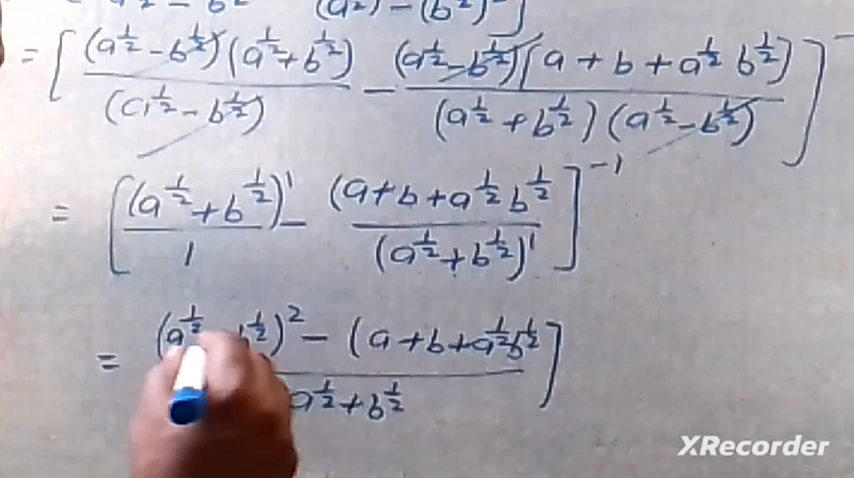 = [ (a^½ - b^½)(a^½ + b^½) / (a^½ - b^½) - (a^½ - b^½)(a + b + a^½ b^½) / (a^½ + b^½)(a^½ - b^½) ]^-
= [ (a^½ + b^½)^1 / 1 - (a + b + a^½ b^½ / (a^½ + b^½)^1 ]^-1
= (a^½ b^½)^2 - (a + b + a^½ b^½ / a^½ + b^½ ]
XRecorder